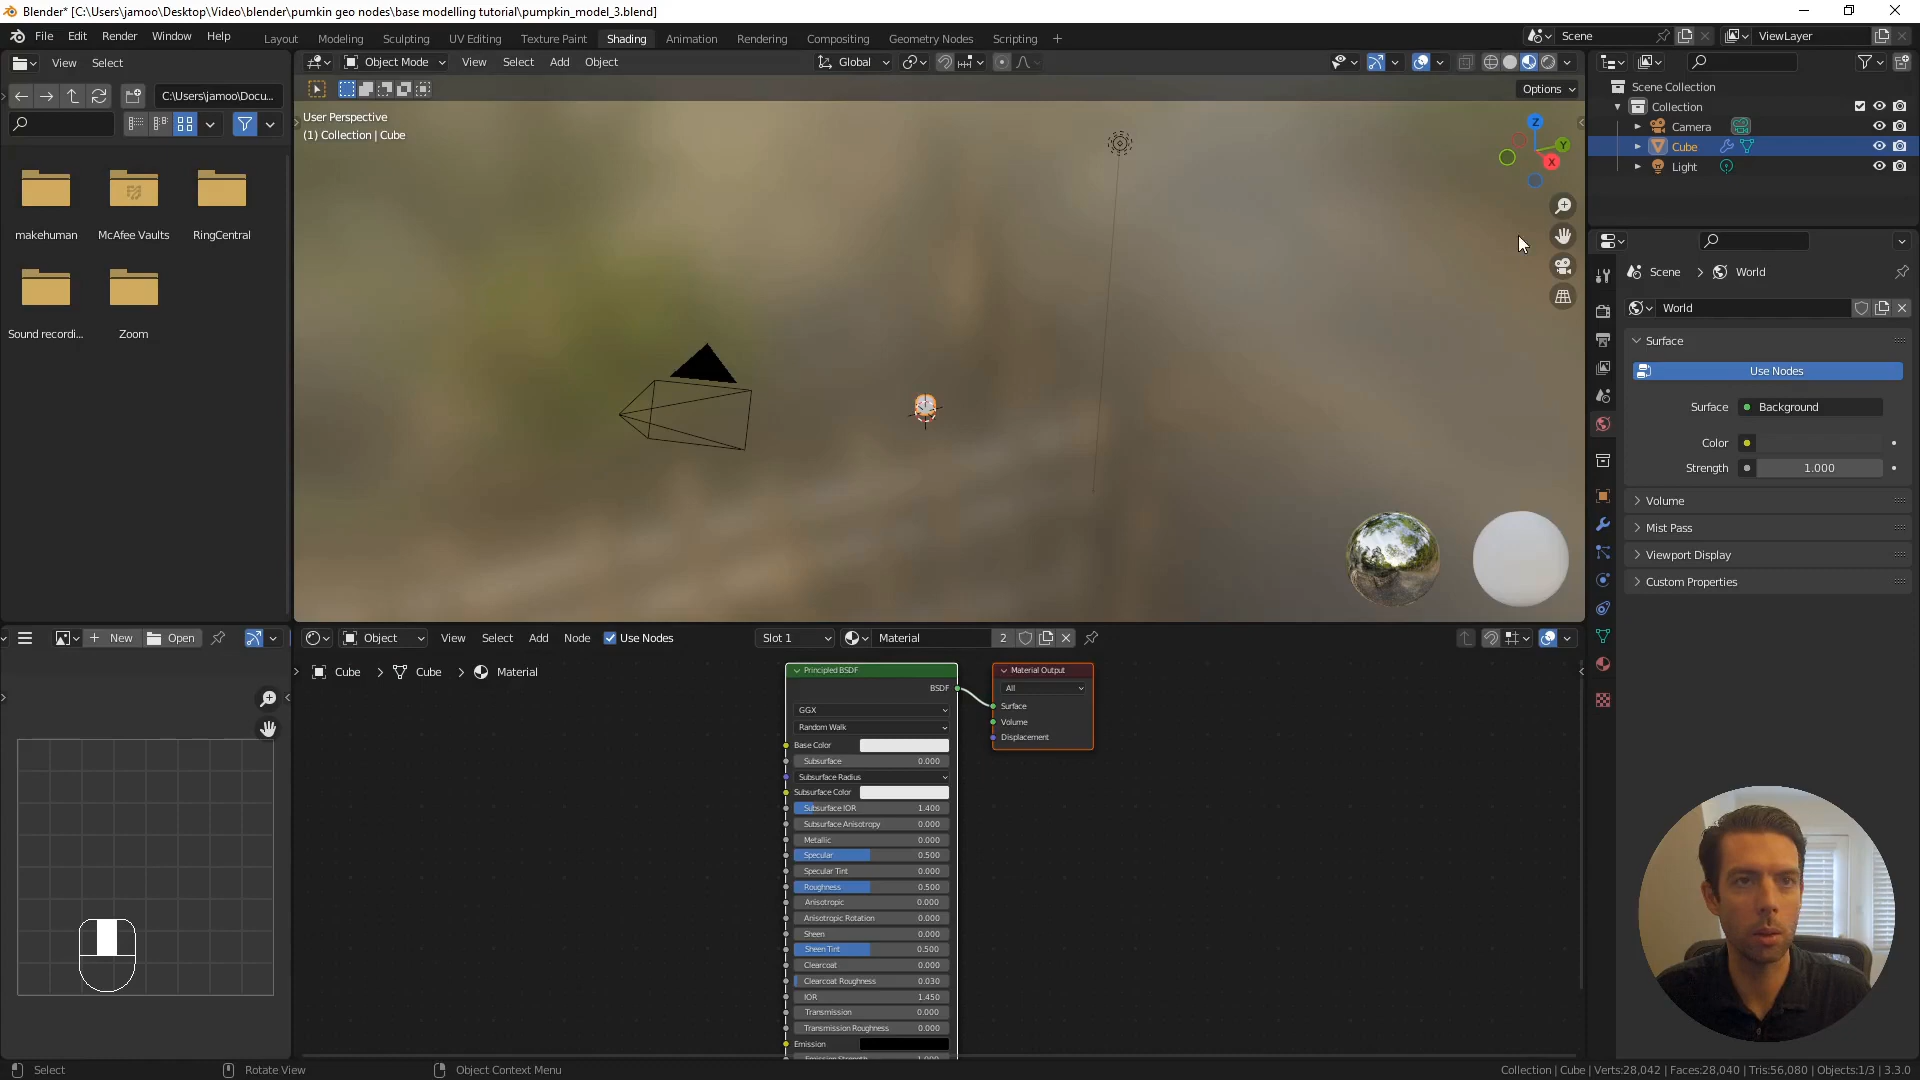 Blender* [C:\Users\jamoo\Desktop\Video\blender\pumkin geo nodes\base modelling tutorial\pumpkin_model_3.blend]
File Edit Render Window Help Layout Modeling Sculpting UV Editing Texture Paint Shading Animation Rendering Compositing Geometry Nodes Scripting + Scene ViewLayer
View Select
Object Mode View Select Add Object Global
C:\Users\jamoo\Docu...
Options
makehuman McAfee Vaults RingCentral
Sound recordi... Zoom
User Perspective
(1) Collection | Cube
Z
Y
X
Scene Collection
Collection
Camera
Cube
Light
Scene > World
World
Surface
Use Nodes
Surface Background
Color
Strength 1.000
Volume
Mist Pass
Viewport Display
Custom Properties
New Open
Object View Select Add Node Use Nodes Slot 1 Material 2
Cube > Cube > Material
Principled BSDF
BSDF
GGX
Random Walk
Base Color
Subsurface 0.000
Subsurface Radius
Subsurface Color
Subsurface IOR 1.400
Subsurface Anisotropy 0.000
Metallic 0.000
Specular 0.500
Specular Tint 0.000
Roughness 0.500
Anisotropic 0.000
Anisotropic Rotation 0.000
Sheen 0.000
Sheen Tint 0.500
Clearcoat 0.000
Clearcoat Roughness 0.030
IOR 1.450
Transmission 0.000
Transmission Roughness 0.000
Emission
Material Output
All
Surface
Volume
Displacement
Select Rotate View Object Context Menu
Collection | Cube | Verts:28,042 | Faces:28,040 | Tris:56,080 | Objects:1/3 | 3.3.0